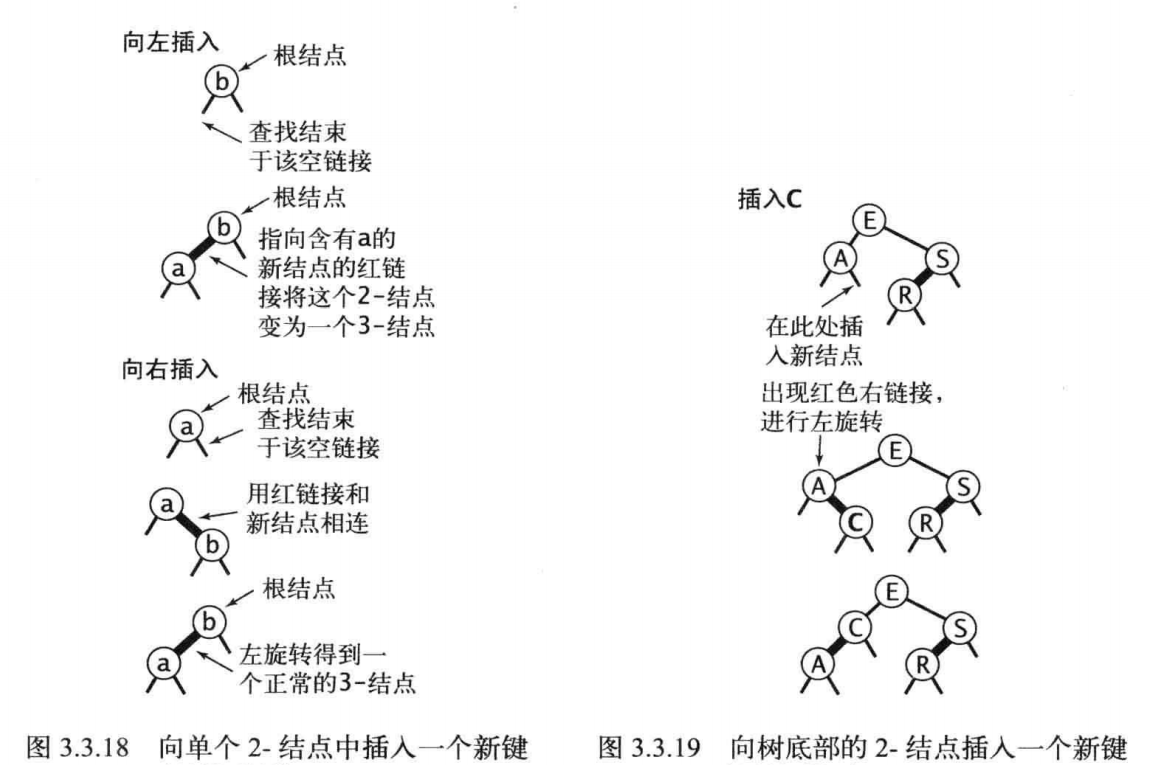 向左插入
根结点
b
查找结束
于该空链接
根结点
b
指向含有a的
a
新结点的红链
接将这个2-结点
变为一个3-结点
向右插入
根结点
a
查找结束
于该空链接
a
用红链接和
新结点相连
b
根结点
b
a
左旋转得到一
个正常的3-结点
图 3.3.18 向单个 2- 结点中插入一个新键
插入C
E
A
S
R
在此处插
入新结点
出现红色右链接，
进行左旋转
E
A
S
C
R
E
C
S
A
R
图 3.3.19 向树底部的 2- 结点插入一个新键